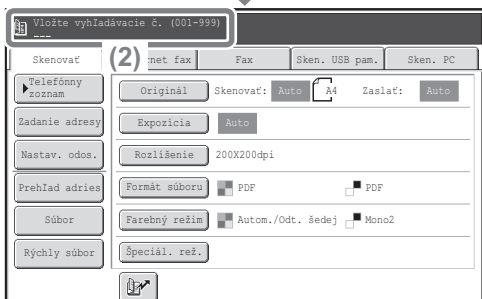 Vložte vyhľadávacie č. (001-999)
---
Skenovať
(2)
rnet fax
Fax
Sken. USB pam.
Sken. PC
Telefónny zoznam
Originál Skenovať: Auto A4 Zaslať: Auto
Zadanie adresy
Expozícia Auto
Nastav. odos.
Rozlíšenie 200X200dpi
Prehľad adries
Formát súboru PDF PDF
Súbor
Farebný režim Autom./Odt. šedej Mono2
Rýchly súbor
Špeciál. rež.